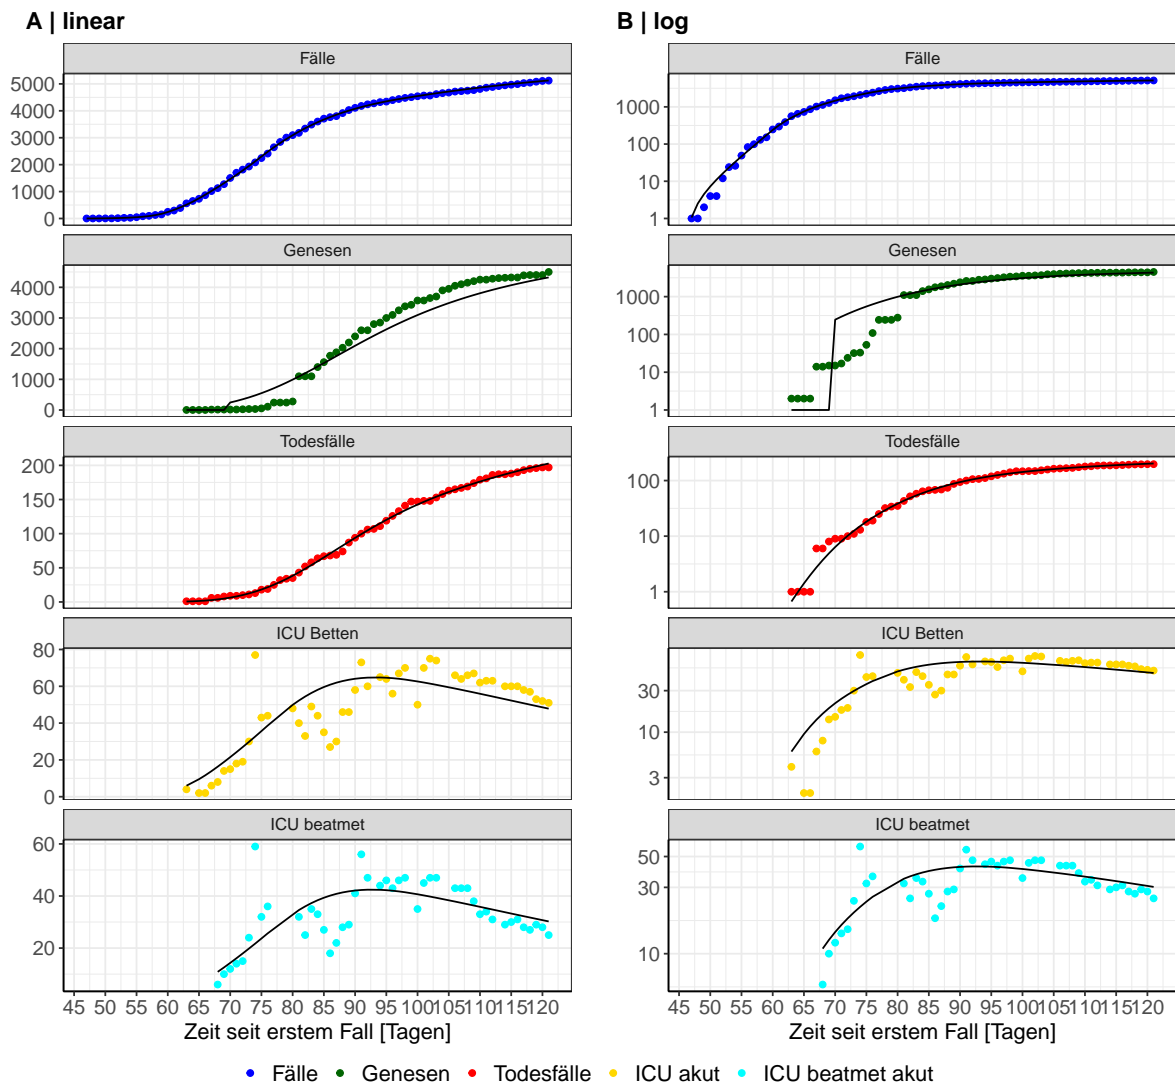 A | linear
Fälle
5000
4000
3000
2000
1000
0
Genesen
4000
3000
2000
1000
0
Todesfälle
200
150
100
50
0
ICU Betten
80
60
40
20
0
ICU beatmet
60
40
20
45 50 55 60 65 70 75 80 85 90 95 100 105 110 115 120
Zeit seit erstem Fall [Tagen]
B | log
Fälle
1000
100
10
1
Genesen
1000
100
10
1
Todesfälle
100
10
1
ICU Betten
30
10
3
ICU beatmet
50
30
10
45 50 55 60 65 70 75 80 85 90 95 100 105 110 115 120
Zeit seit erstem Fall [Tagen]
Fälle Genesen Todesfälle ICU akut ICU beatmet akut